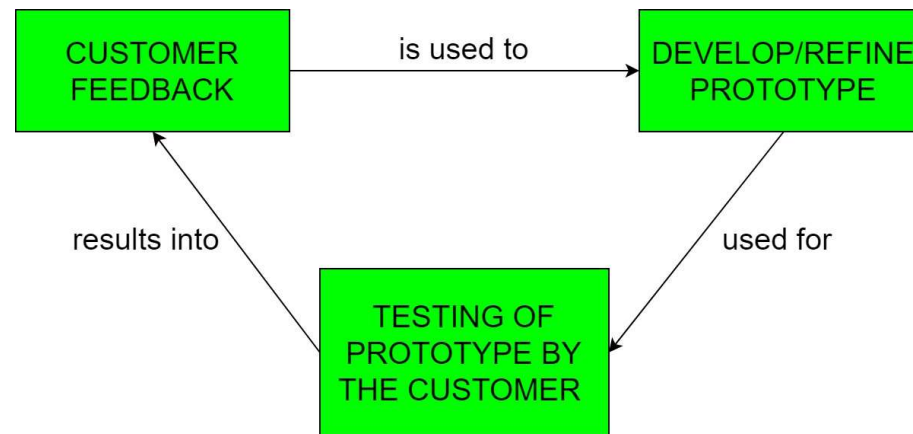 CUSTOMER
FEEDBACK
is used to
DEVELOP/REFINE
PROTOTYPE
results into
used for
TESTING OF
PROTOTYPE BY
THE CUSTOMER